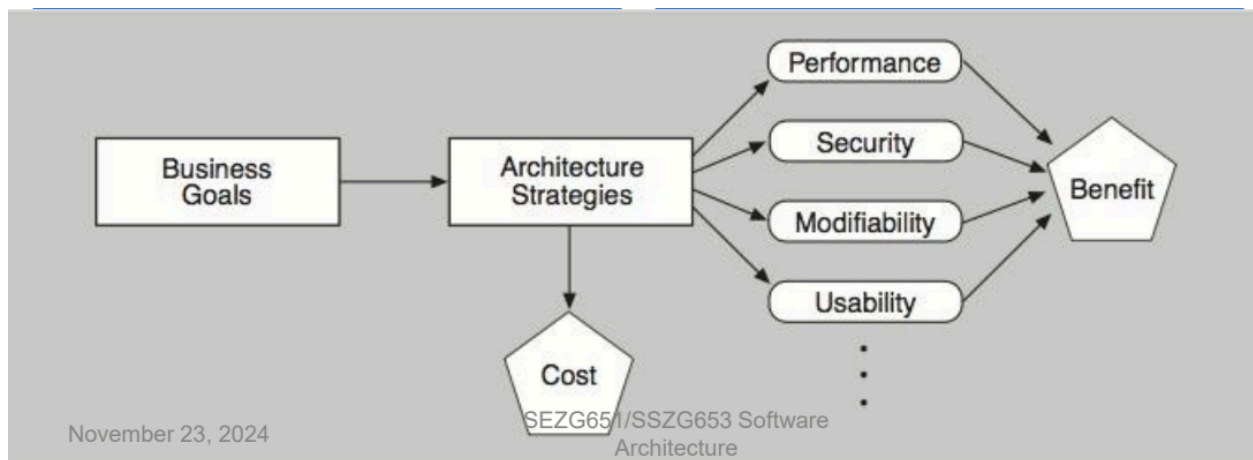 Performance
Security
Business
Goals
Architecture
Strategies
Benefit
Modifiability
Usability
Cost
November 23, 2024
SEZG651/SSZG653 Software
Architecture